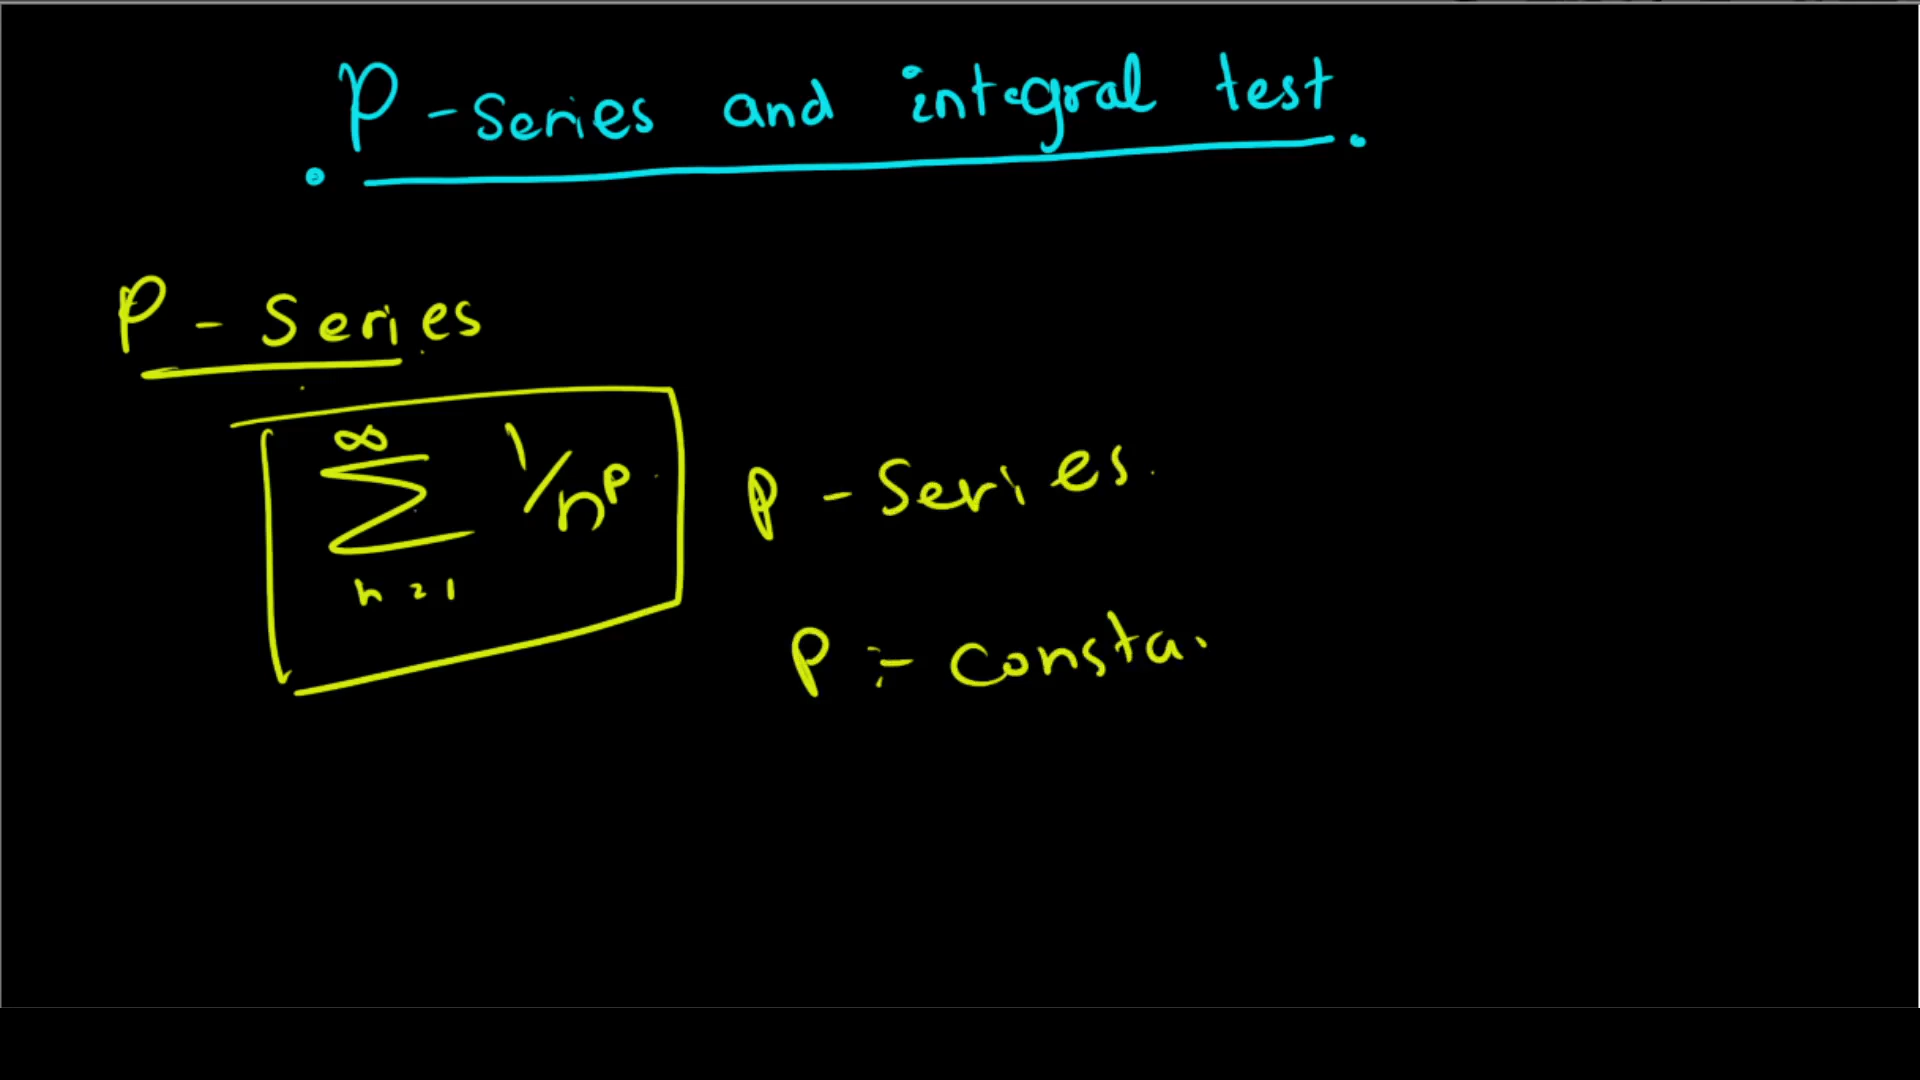 P - Series and integral test
P - Series
∞
∑ 1/n^p P - Series.
n = 1
P :- Consta